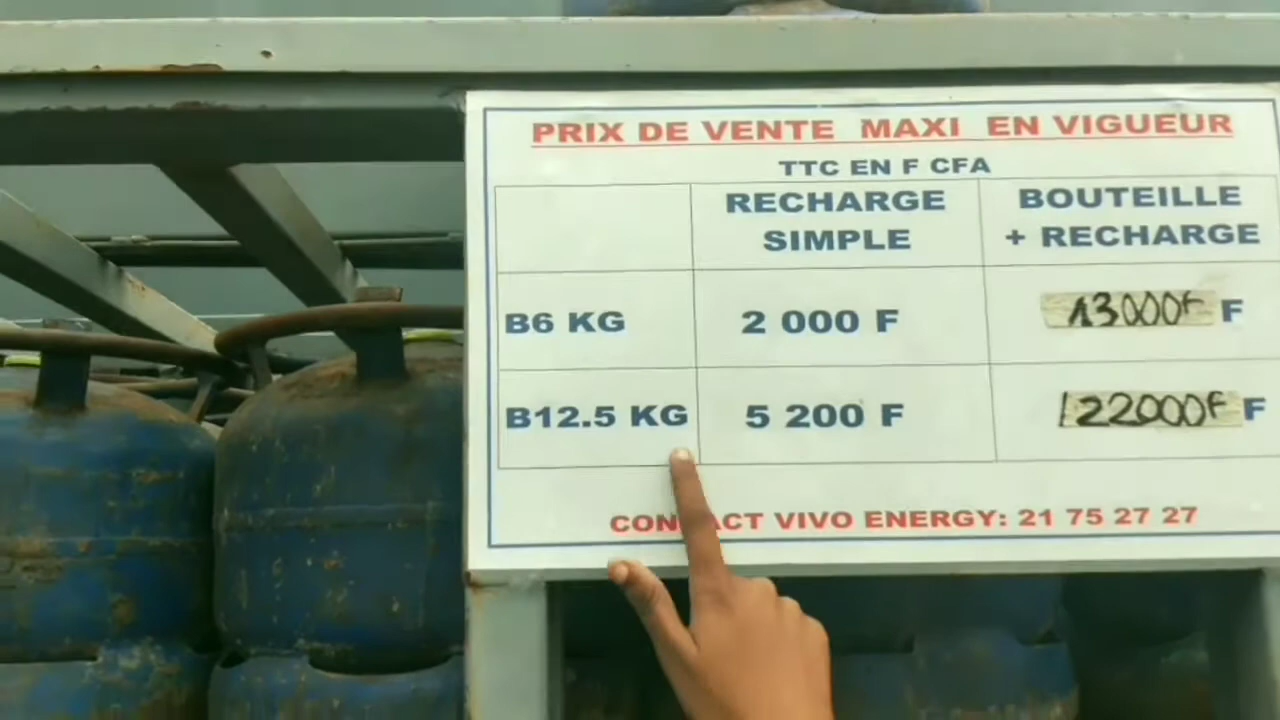 PRIX DE VENTE MAXI EN VIGUEUR
TTC EN F CFA
RECHARGE SIMPLE
BOUTEILLE + RECHARGE
B6 KG 2 000 F 13000F F
B12.5 KG 5 200 F 22000F F
CONTACT VIVO ENERGY: 21 75 27 27